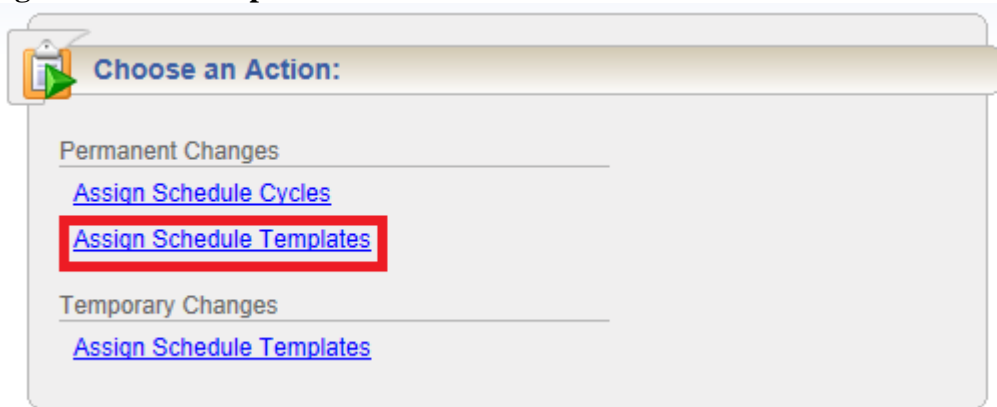 Choose an Action:
Permanent Changes
Assign Schedule Cycles
Assign Schedule Templates
Temporary Changes
Assign Schedule Templates